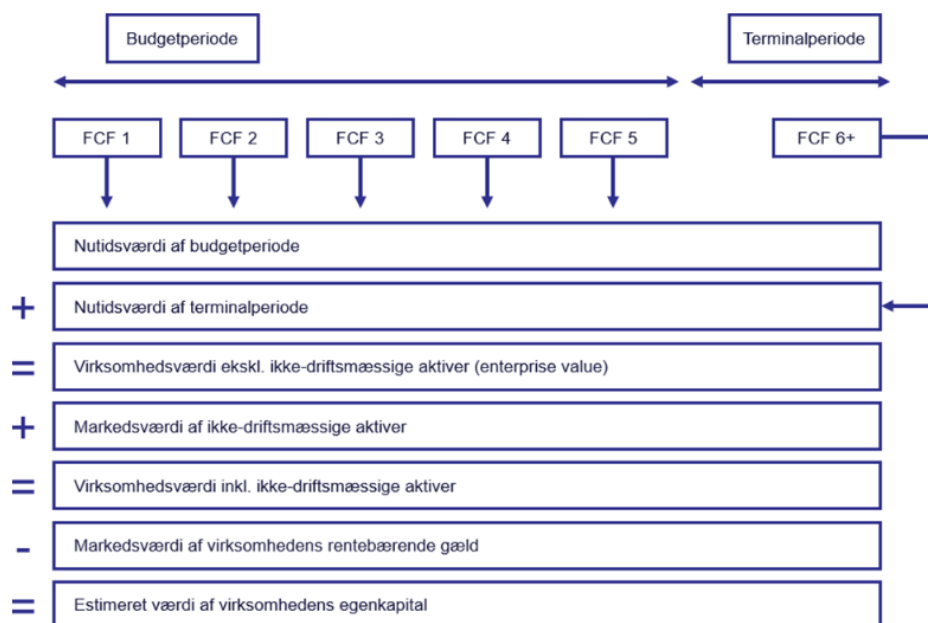 Budgetperiode
Terminalperiode
FCF 1
FCF 2
FCF 3
FCF 4
FCF 5
FCF 6+
Nutidsværdi af budgetperiode
+ Nutidsværdi af terminalperiode
= Virksomhedsværdi ekskl. ikke-driftsmæssige aktiver (enterprise value)
+ Markedsværdi af ikke-driftsmæssige aktiver
= Virksomhedsværdi inkl. ikke-driftsmæssige aktiver
- Markedsværdi af virksomhedens rentebærende gæld
= Estimeret værdi af virksomhedens egenkapital